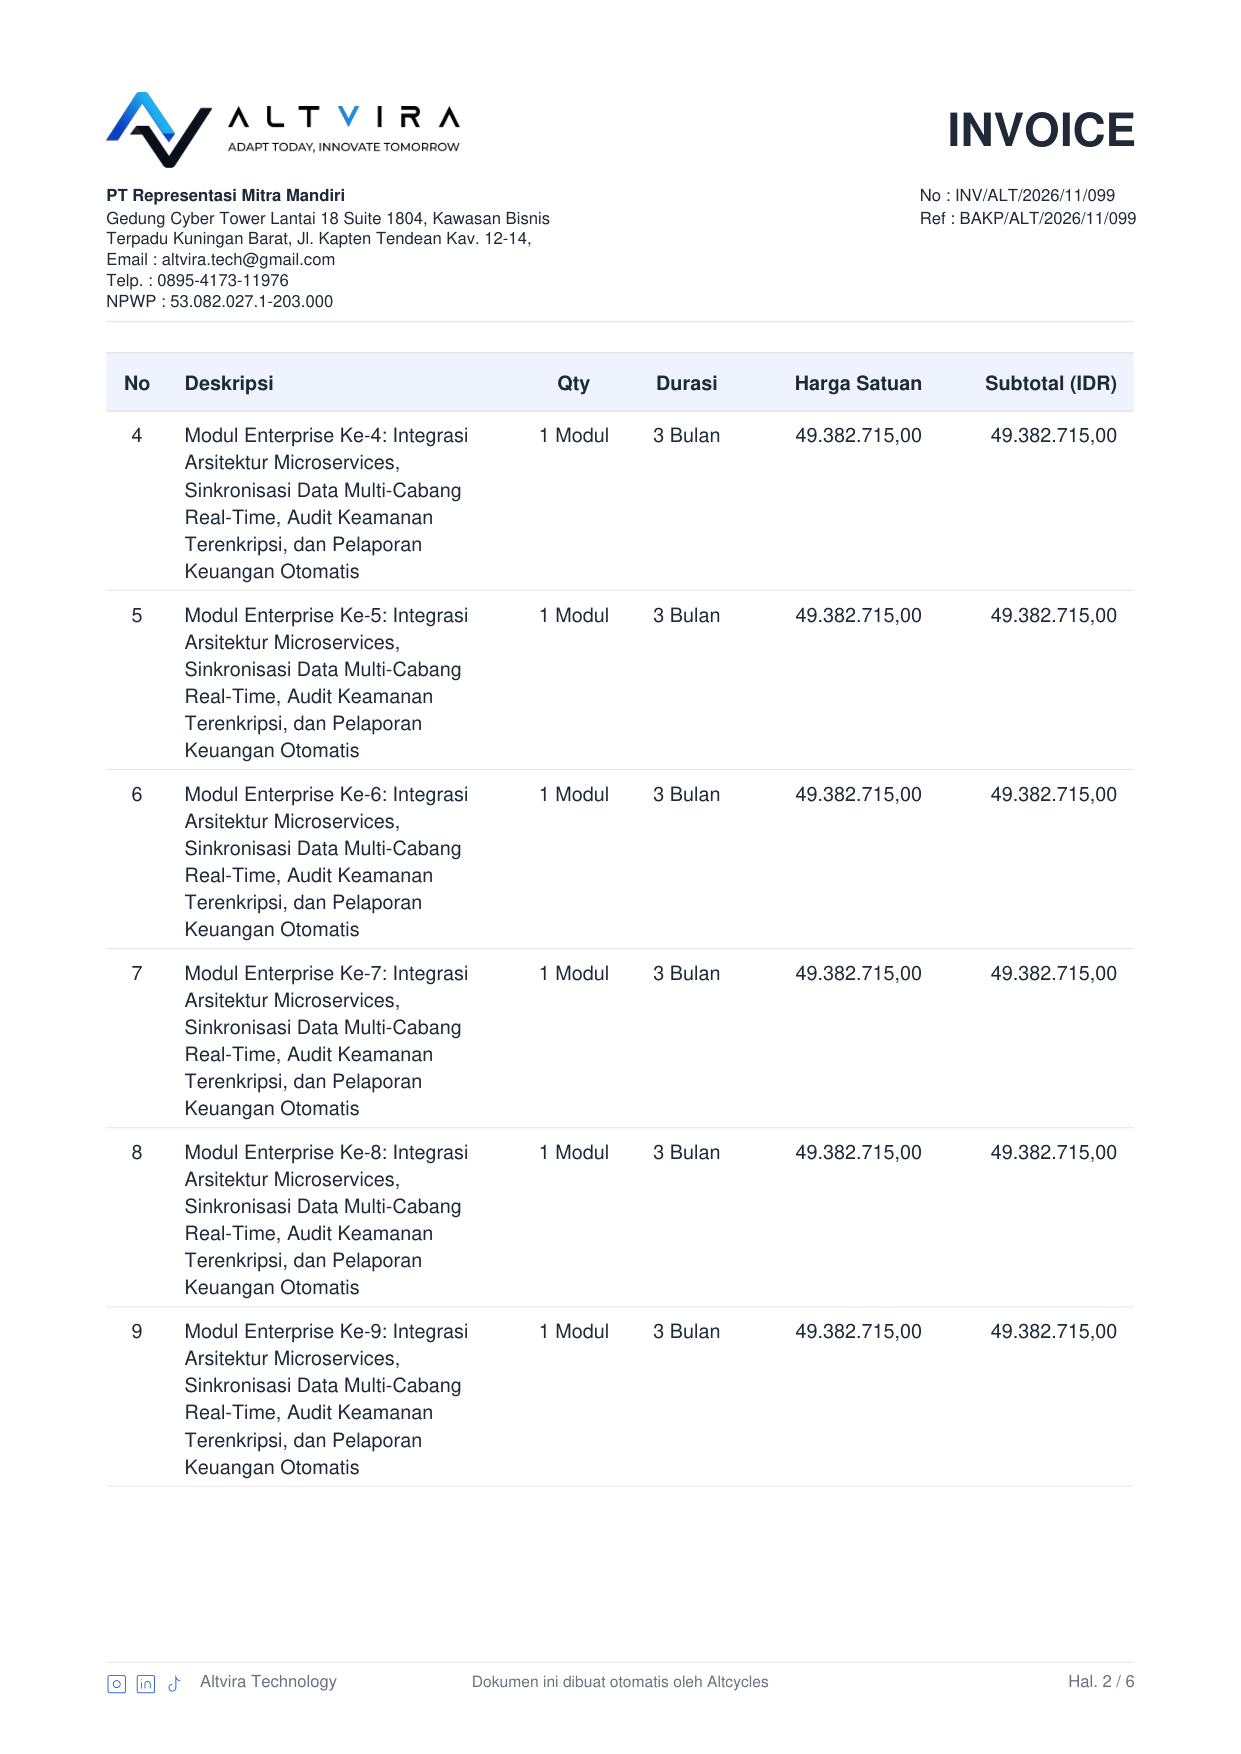 ALTVIRA
ADAPT TODAY, INNOVATE TOMORROW
INVOICE
PT Representasi Mitra Mandiri
Gedung Cyber Tower Lantai 18 Suite 1804, Kawasan Bisnis
Terpadu Kuningan Barat, Jl. Kapten Tendean Kav. 12-14,
Email : altvira.tech@gmail.com
Telp. : 0895-4173-11976
NPWP : 53.082.027.1-203.000
No : INV/ALT/2026/11/099
Ref : BAKP/ALT/2026/11/099
No Deskripsi Qty Durasi Harga Satuan Subtotal (IDR)
4 Modul Enterprise Ke-4: Integrasi 1 Modul 3 Bulan 49.382.715,00 49.382.715,00
Arsitektur Microservices,
Sinkronisasi Data Multi-Cabang
Real-Time, Audit Keamanan
Terenkripsi, dan Pelaporan
Keuangan Otomatis
5 Modul Enterprise Ke-5: Integrasi 1 Modul 3 Bulan 49.382.715,00 49.382.715,00
Arsitektur Microservices,
Sinkronisasi Data Multi-Cabang
Real-Time, Audit Keamanan
Terenkripsi, dan Pelaporan
Keuangan Otomatis
6 Modul Enterprise Ke-6: Integrasi 1 Modul 3 Bulan 49.382.715,00 49.382.715,00
Arsitektur Microservices,
Sinkronisasi Data Multi-Cabang
Real-Time, Audit Keamanan
Terenkripsi, dan Pelaporan
Keuangan Otomatis
7 Modul Enterprise Ke-7: Integrasi 1 Modul 3 Bulan 49.382.715,00 49.382.715,00
Arsitektur Microservices,
Sinkronisasi Data Multi-Cabang
Real-Time, Audit Keamanan
Terenkripsi, dan Pelaporan
Keuangan Otomatis
8 Modul Enterprise Ke-8: Integrasi 1 Modul 3 Bulan 49.382.715,00 49.382.715,00
Arsitektur Microservices,
Sinkronisasi Data Multi-Cabang
Real-Time, Audit Keamanan
Terenkripsi, dan Pelaporan
Keuangan Otomatis
9 Modul Enterprise Ke-9: Integrasi 1 Modul 3 Bulan 49.382.715,00 49.382.715,00
Arsitektur Microservices,
Sinkronisasi Data Multi-Cabang
Real-Time, Audit Keamanan
Terenkripsi, dan Pelaporan
Keuangan Otomatis
Altvira Technology Dokumen ini dibuat otomatis oleh Altcycles Hal. 2 / 6